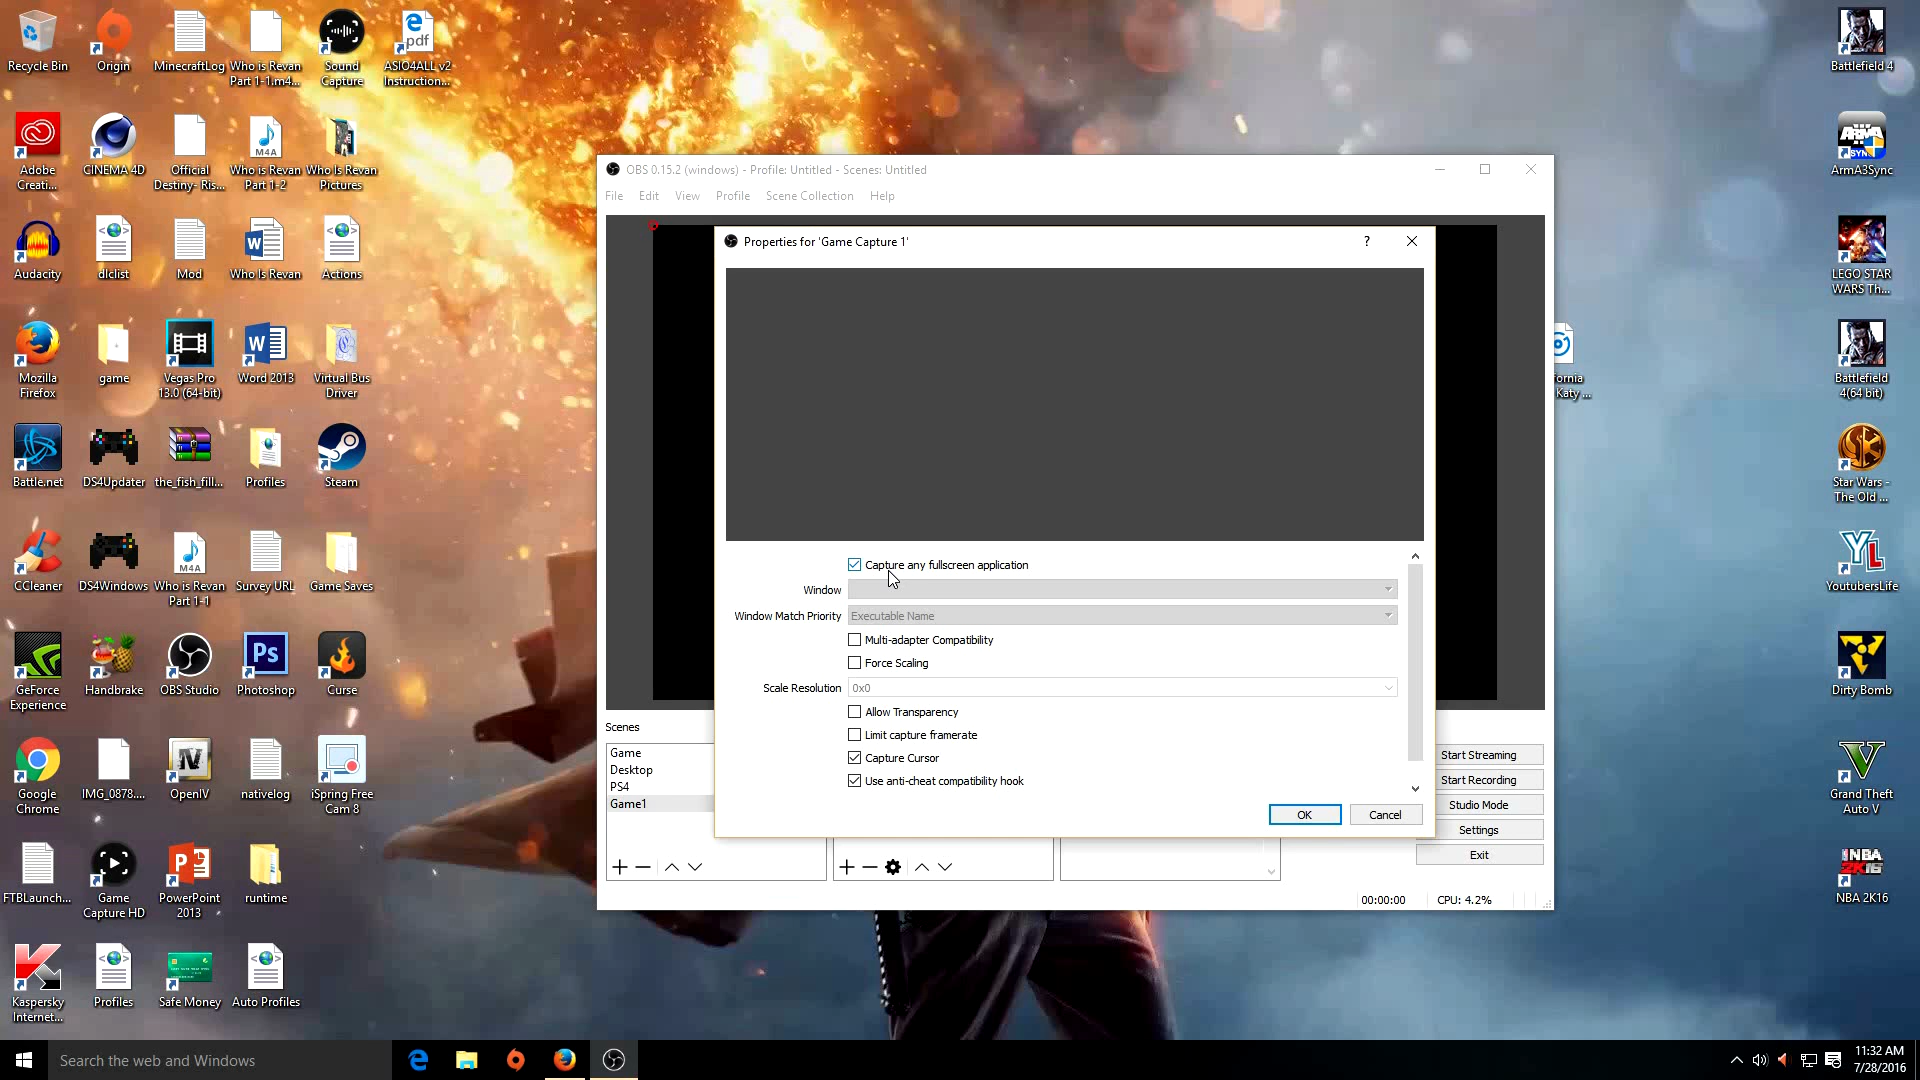 Recycle Bin
Origin
MinecraftLog
Who is Revan
Part 1-1.m4...
Sound
Capture
pdf
ASIO4ALL v2
Instruction...
Adobe
Creati...
CINEMA 4D
Official
Destiny- Ris...
M4A
Who is Revan
Part 1-2
Who Is Revan
Pictures
Audacity
dlclist
Mod
Who Is Revan
Actions
Mozilla
Firefox
game
Vegas Pro
13.0 (64-bit)
Word 2013
Virtual Bus
Driver
Battle.net
DS4Updater
the_fish_fill...
Profiles
Steam
CCleaner
DS4Windows
M4A
Who is Revan
Part 1-1
Survey URL
Game Saves
GeForce
Experience
Handbrake
OBS Studio
Ps
Photoshop
Curse
Google
Chrome
IMG_0878....
IV
OpenIV
nativelog
iSpring Free
Cam 8
FTBLaunch...
Game
Capture HD
PowerPoint
2013
runtime
Kaspersky
Internet...
Profiles
Safe Money
Auto Profiles
OBS 0.15.2 (windows) - Profile: Untitled - Scenes: Untitled
File Edit View Profile Scene Collection Help
Properties for 'Game Capture 1'
?
Capture any fullscreen application
Window
Window Match Priority Executable Name
Multi-adapter Compatibility
Force Scaling
Scale Resolution 0x0
Allow Transparency
Limit capture framerate
Capture Cursor
Use anti-cheat compatibility hook
OK Cancel
Scenes
Game
Desktop
PS4
Game1
Start Streaming
Start Recording
Studio Mode
Settings
Exit
00:00:00 CPU: 4.2%
fornia
Katy ...
Battlefield 4
ARMA
SYNC
ArmA3Sync
LEGO STAR
WARS Th...
Battlefield
4(64 bit)
Star Wars -
The Old ...
YL
YoutubersLife
Dirty Bomb
V
Grand Theft
Auto V
NBA
2K16
NBA 2K16
Search the web and Windows
11:32 AM
7/28/2016